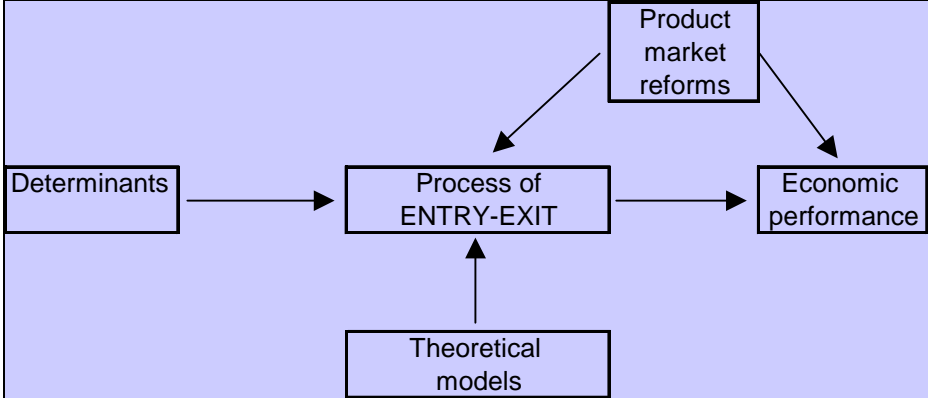 Product
market
reforms
Determinants
Process of
ENTRY-EXIT
Economic
performance
Theoretical
models